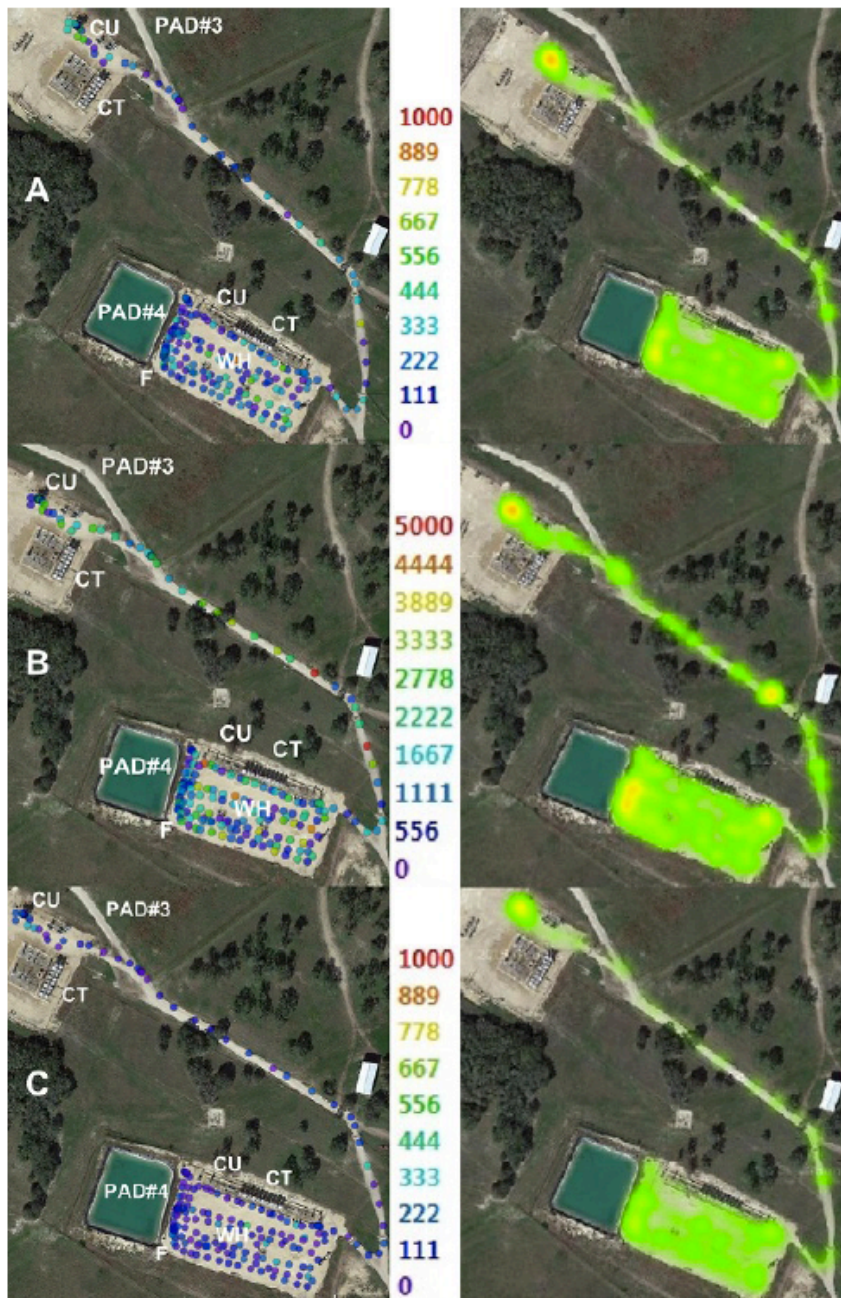 CU PAD#3
CT
A
PAD#4
CU
CT
WH
F
1000
889
778
667
556
444
333
222
111
0
PAD#3
CU
CT
B
PAD#4
CU
CT
WH
F
5000
4444
3889
3333
2778
2222
1667
1111
556
0
CU PAD#3
CT
C
PAD#4
CU
CT
WH
F
1000
889
778
667
556
444
333
222
111
0